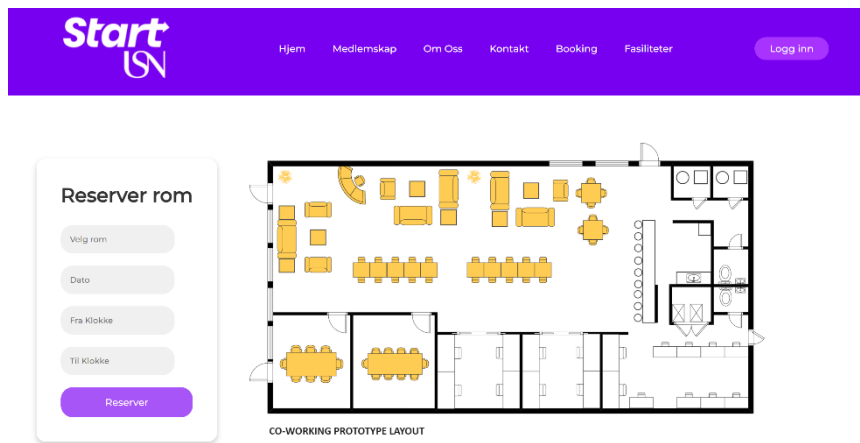 Start
USN
Hjem Medlemskap Om Oss Kontakt Booking Fasiliteter Logg inn
Reserver rom
Velg rom
Dato
Fra Klokke
Til Klokke
Reserver
CO-WORKING PROTOTYPE LAYOUT